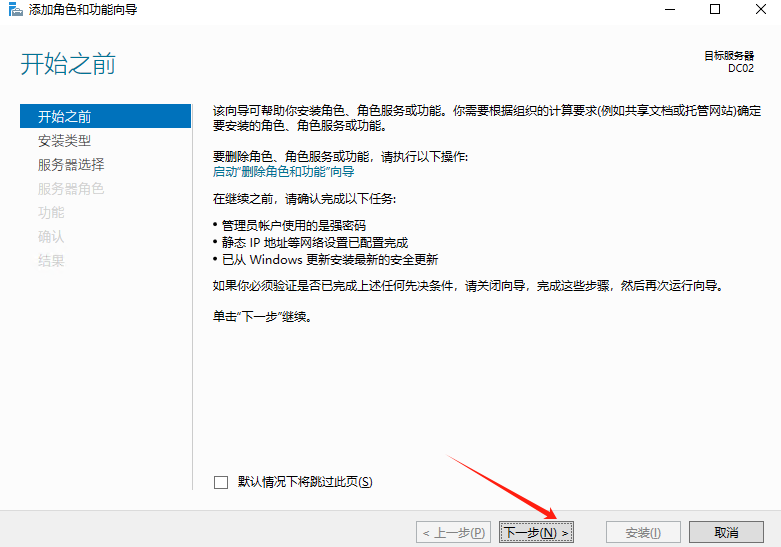 添加角色和功能向导
开始之前
目标服务器
DC02
开始之前
安装类型
服务器选择
服务器角色
功能
确认
结果
该向导可帮助你安装角色、角色服务或功能。你需要根据组织的计算要求(例如共享文档或托管网站)确定
要安装的角色、角色服务或功能。
要删除角色、角色服务或功能，请执行以下操作:
启动“删除角色和功能”向导
在继续之前，请确认完成以下任务:
• 管理员帐户使用的是强密码
• 静态 IP 地址等网络设置已配置完成
• 已从 Windows 更新安装最新的安全更新
如果你必须验证是否已完成上述任何先决条件，请关闭向导，完成这些步骤，然后再次运行向导。
单击“下一步”继续。
默认情况下将跳过此页(S)
< 上一步(P)
下一步(N) >
安装(I)
取消